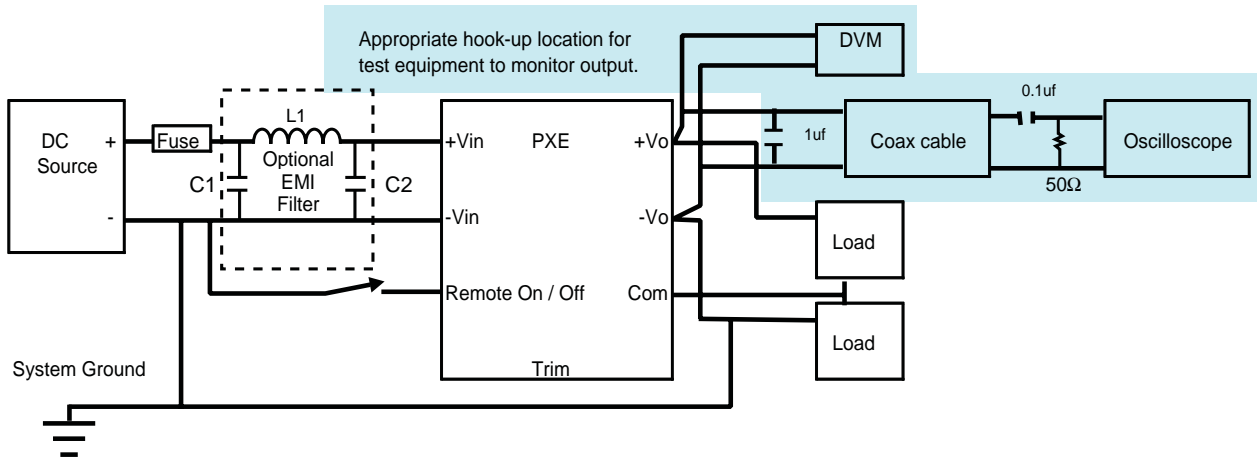 Appropriate hook-up location for
test equipment to monitor output.
DVM
0.1uf
L1
DC
Source
+
-
Fuse
Optional
EMI
Filter
C1
C2
+Vin
PXE
+Vo
1uf
Coax cable
Oscilloscope
50Ω
-Vin
-Vo
Load
Remote On / Off
Com
Load
System Ground
Trim